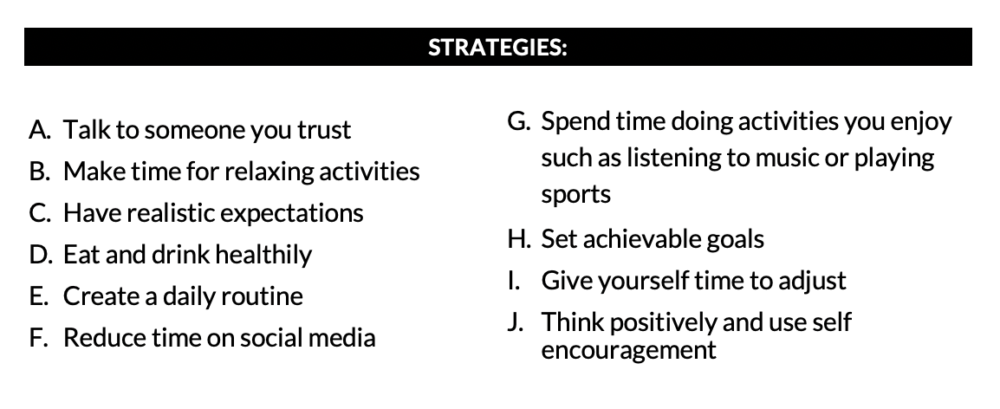 STRATEGIES:
A. Talk to someone you trust
B. Make time for relaxing activities
C. Have realistic expectations
D. Eat and drink healthily
E. Create a daily routine
F. Reduce time on social media
G. Spend time doing activities you enjoy
such as listening to music or playing
sports
H. Set achievable goals
I. Give yourself time to adjust
J. Think positively and use self
encouragement